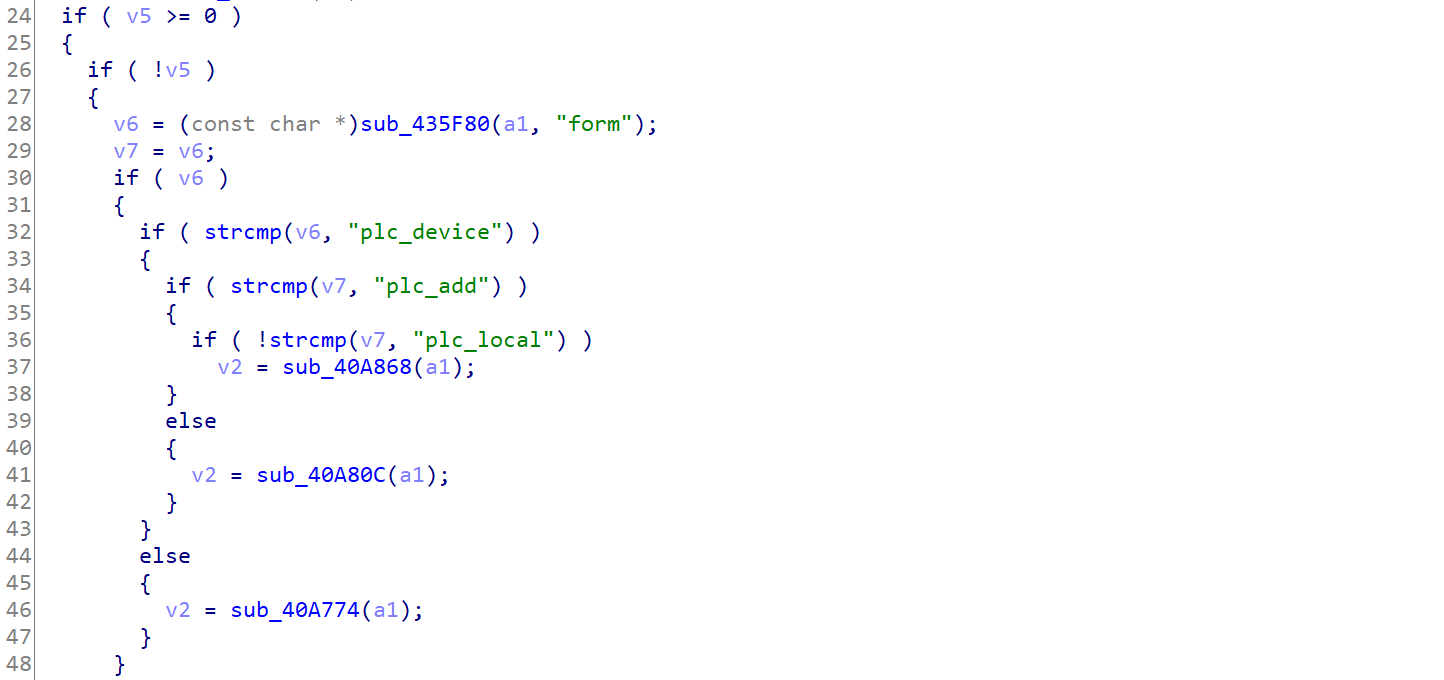 24 if ( v5 >= 0 )
25 {
26 if ( !v5 )
27 {
28 v6 = (const char *)sub_435F80(a1, "form");
29 v7 = v6;
30 if ( v6 )
31 {
32 if ( strcmp(v6, "plc_device") )
33 {
34 if ( strcmp(v7, "plc_add") )
35 {
36 if ( !strcmp(v7, "plc_local") )
37 v2 = sub_40A868(a1);
38 }
39 else
40 {
41 v2 = sub_40A80C(a1);
42 }
43 }
44 else
45 {
46 v2 = sub_40A774(a1);
47 }
48 }